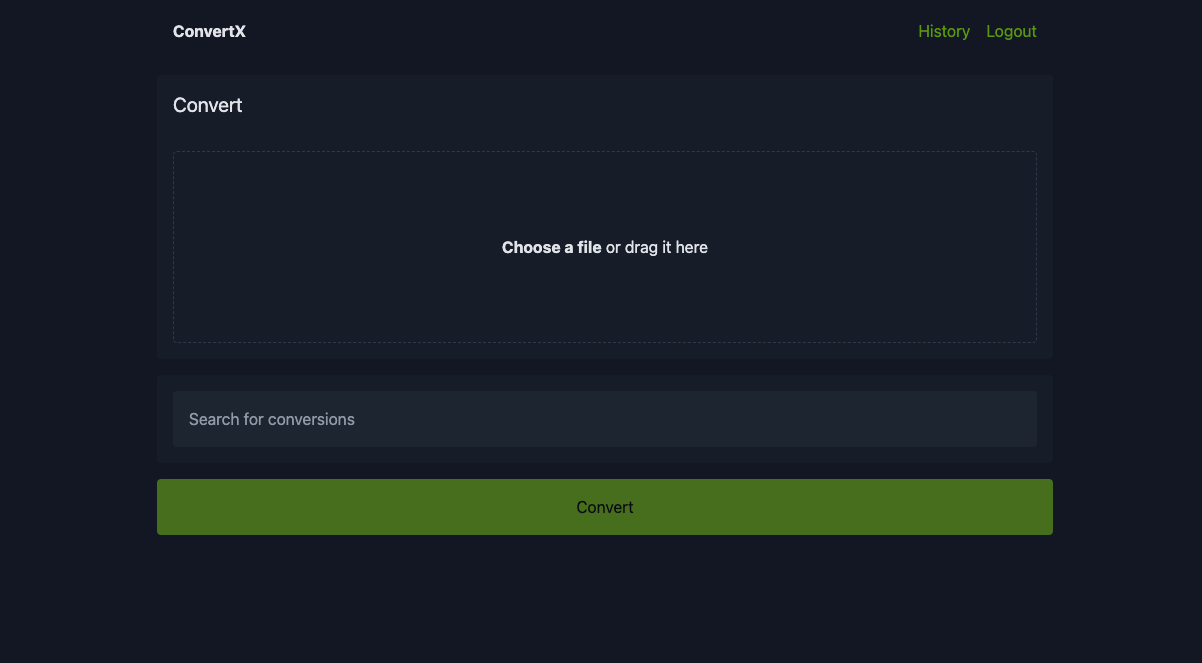 ConvertX
History Logout
Convert
Choose a file or drag it here
Search for conversions
Convert